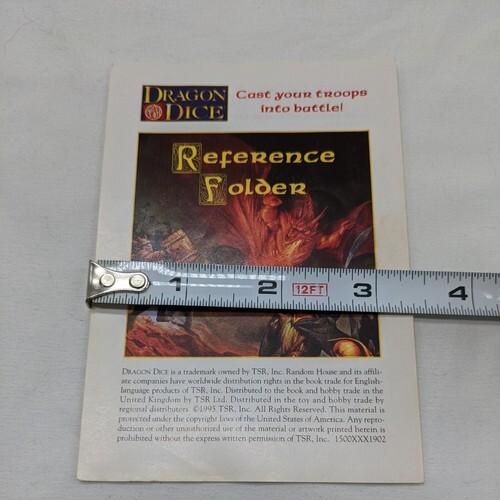 DRAGON DICE
Cast your troops
into battle!
Reference
Folder
1 2 12FT 3 4
DRAGON DICE is a trademark owned by TSR, Inc. Random House and its affili-
ate companies have worldwide distribution rights in the book trade for English-
language products of TSR, Inc. Distributed to the book and hobby trade in the
United Kingdom by TSR Ltd. Distributed in the toy and hobby trade by
regional distributors ©1995 TSR, Inc. All Rights Reserved. This material is
protected under the copyright laws of the United States of America. Any repro-
duction or other unauthorized use of the material or artwork printed herein is
prohibited without the express written permission of TSR, Inc. 1500XXX1902